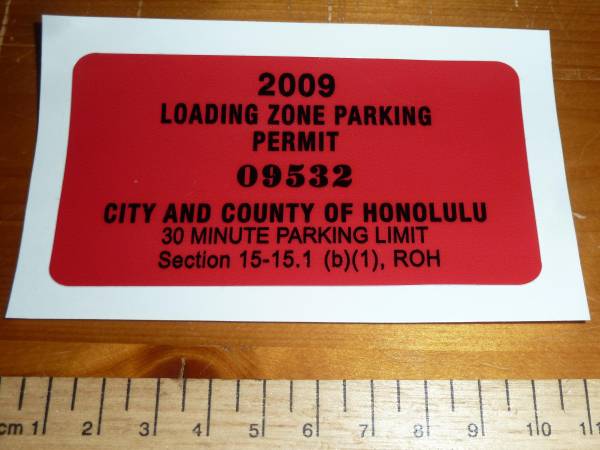 2009
LOADING ZONE PARKING
PERMIT
09532
CITY AND COUNTY OF HONOLULU
30 MINUTE PARKING LIMIT
Section 15-15.1 (b)(1), ROH
cm 1 2 3 4 5 6 7 8 9 10 11